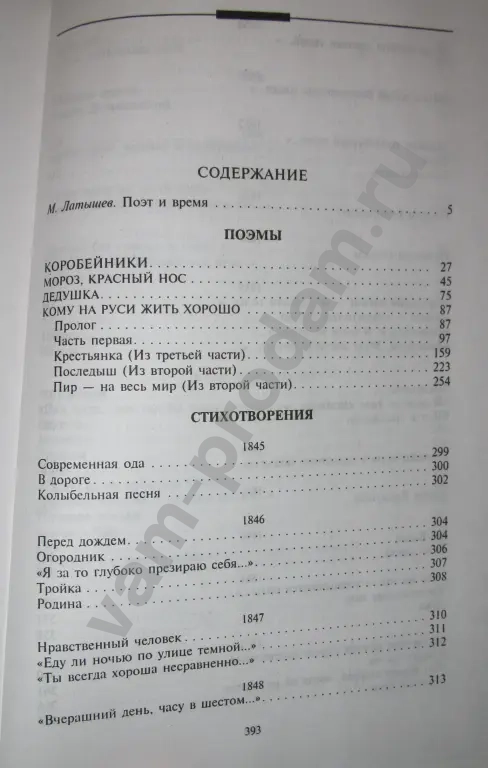 СОДЕРЖАНИЕ
М. Латышев. Поэт и время 5
ПОЭМЫ
КОРОБЕЙНИКИ 27
МОРОЗ, КРАСНЫЙ НОС 45
ДЕДУШКА 75
КОМУ НА РУСИ ЖИТЬ ХОРОШО 87
Пролог 87
Часть первая 97
Крестьянка (Из третьей части) 159
Последыш (Из второй части) 223
Пир — на весь мир (Из второй части) 254
СТИХОТВОРЕНИЯ
1845
Современная ода 299
В дороге 300
Колыбельная песня 302
1846
Перед дождем 304
Огородник 304
«Я за то глубоко презираю себя...» 306
Тройка 307
Родина 308
1847
Нравственный человек 310
«Еду ли ночью по улице темной...» 311
«Ты всегда хороша несравненно...» 312
1848
«Вчерашний день, часу в шестом...» 313
393
vam-prodam.ru